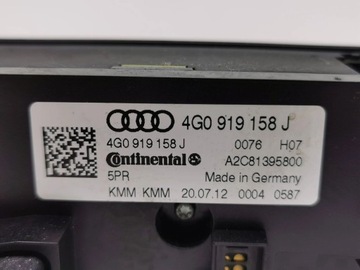 4G0 919 158 J
4G0 919 158 J 0076 H07
Continental A2C81395800
5PR Made in Germany
KMM KMM 20.07.12 0004 0587